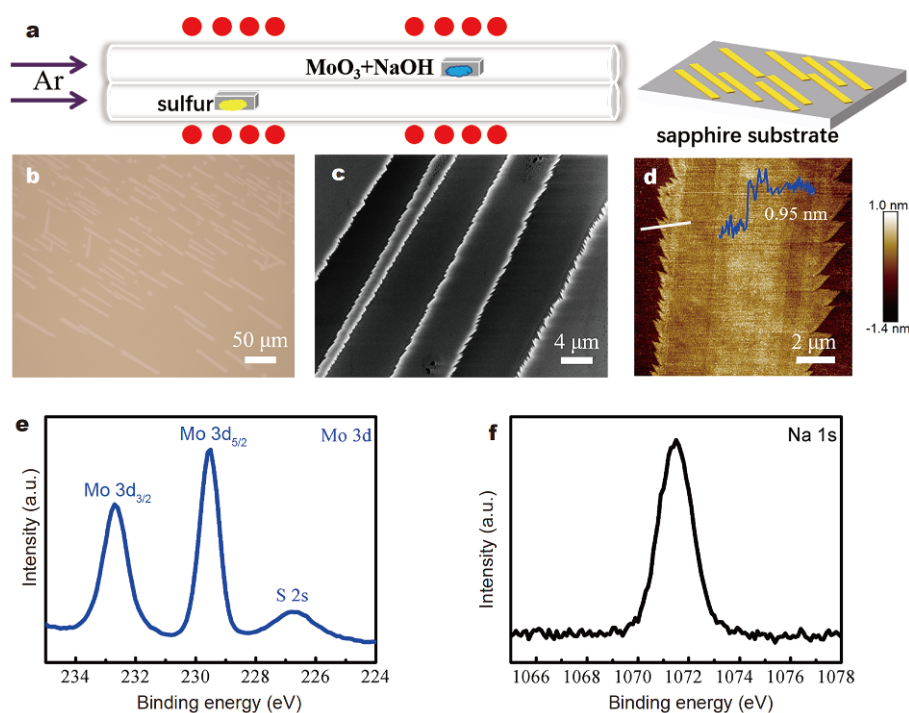 a
Ar
MoO₃+NaOH
sulfur
sapphire substrate
b
50 μm
c
4 μm
d
0.95 nm
2 μm
1.0 nm
-1.4 nm
e
Mo 3d
Mo 3d₅/₂
Mo 3d₃/₂
S 2s
Intensity (a.u.)
234 232 230 228 226 224
Binding energy (eV)
f
Na 1s
Intensity (a.u.)
1066 1068 1070 1072 1074 1076 1078
Binding energy (eV)